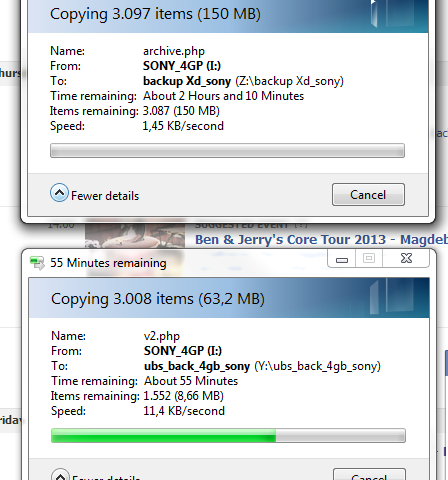 Copying 3.097 items (150 MB)
Name: archive.php
From: SONY_4GP (I:)
To: backup Xd_sony (Z:\backup Xd_sony)
Time remaining: About 2 Hours and 10 Minutes
Items remaining: 3.087 (150 MB)
Speed: 1,45 KB/second
Fewer details Cancel
SUGGESTED EVENT
Ben & Jerry's Core Tour 2013 - Magdeb
55 Minutes remaining
Copying 3.008 items (63,2 MB)
Name: v2.php
From: SONY_4GP (I:)
To: ubs_back_4gb_sony (Y:\ubs_back_4gb_sony)
Time remaining: About 55 Minutes
Items remaining: 1.552 (8,66 MB)
riday
Speed: 11,4 KB/second
Fewer details Cancel